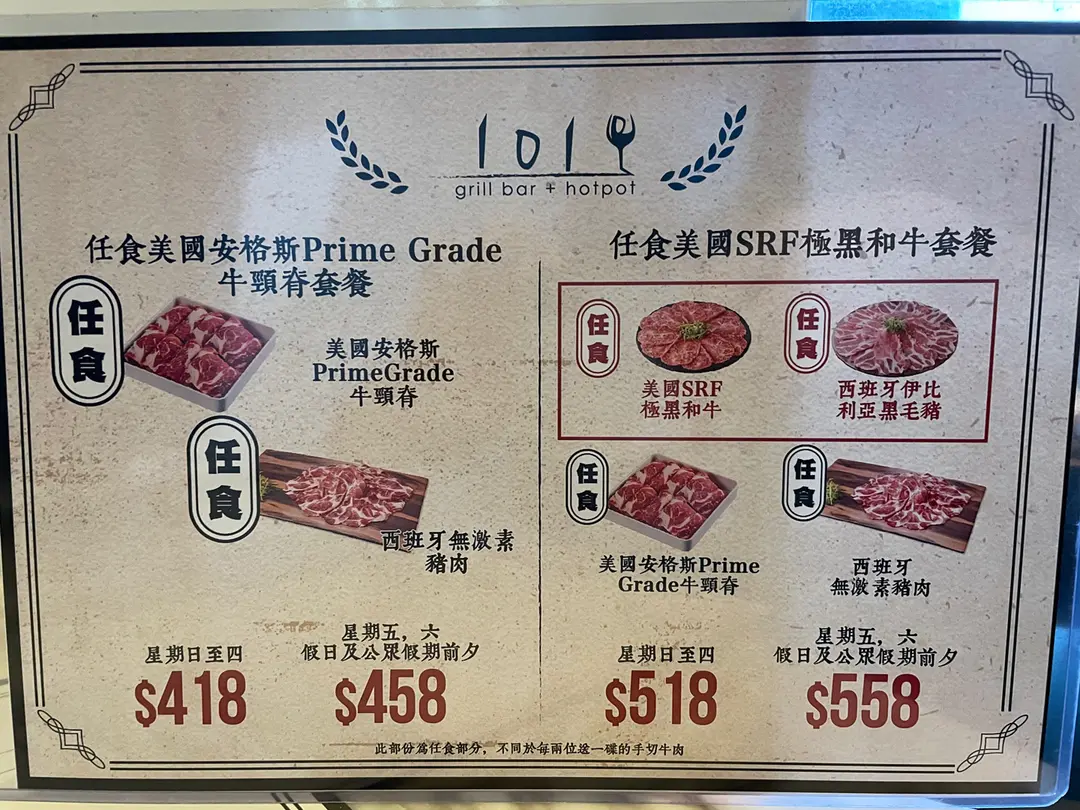 1019
grill bar + hotpot
任食美國安格斯Prime Grade
牛頸脊套餐
任食
美國安格斯
PrimeGrade
牛頸脊
任食
西班牙無激素
豬肉
星期日至四
$418
星期五，六
假日及公眾假期前夕
$458
任食美國SRF極黑和牛套餐
任食
美國SRF
極黑和牛
任食
西班牙伊比
利亞黑毛豬
任食
美國安格斯Prime
Grade牛頸脊
任食
西班牙
無激素豬肉
星期日至四
$518
星期五，六
假日及公眾假期前夕
$558
此部份為任食部分，不同於每兩位送一碟的手切牛肉